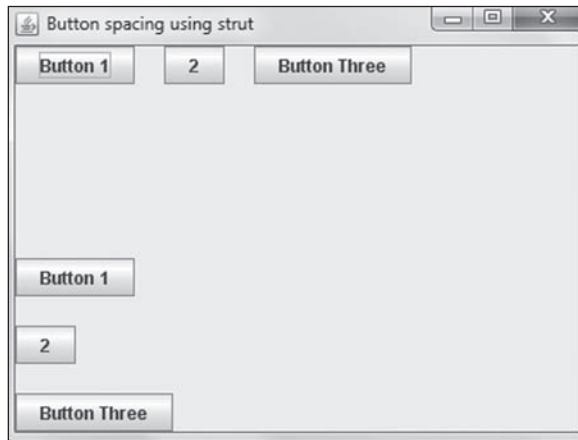 Button spacing using strut
Button 1 2 Button Three
Button 1
2
Button Three